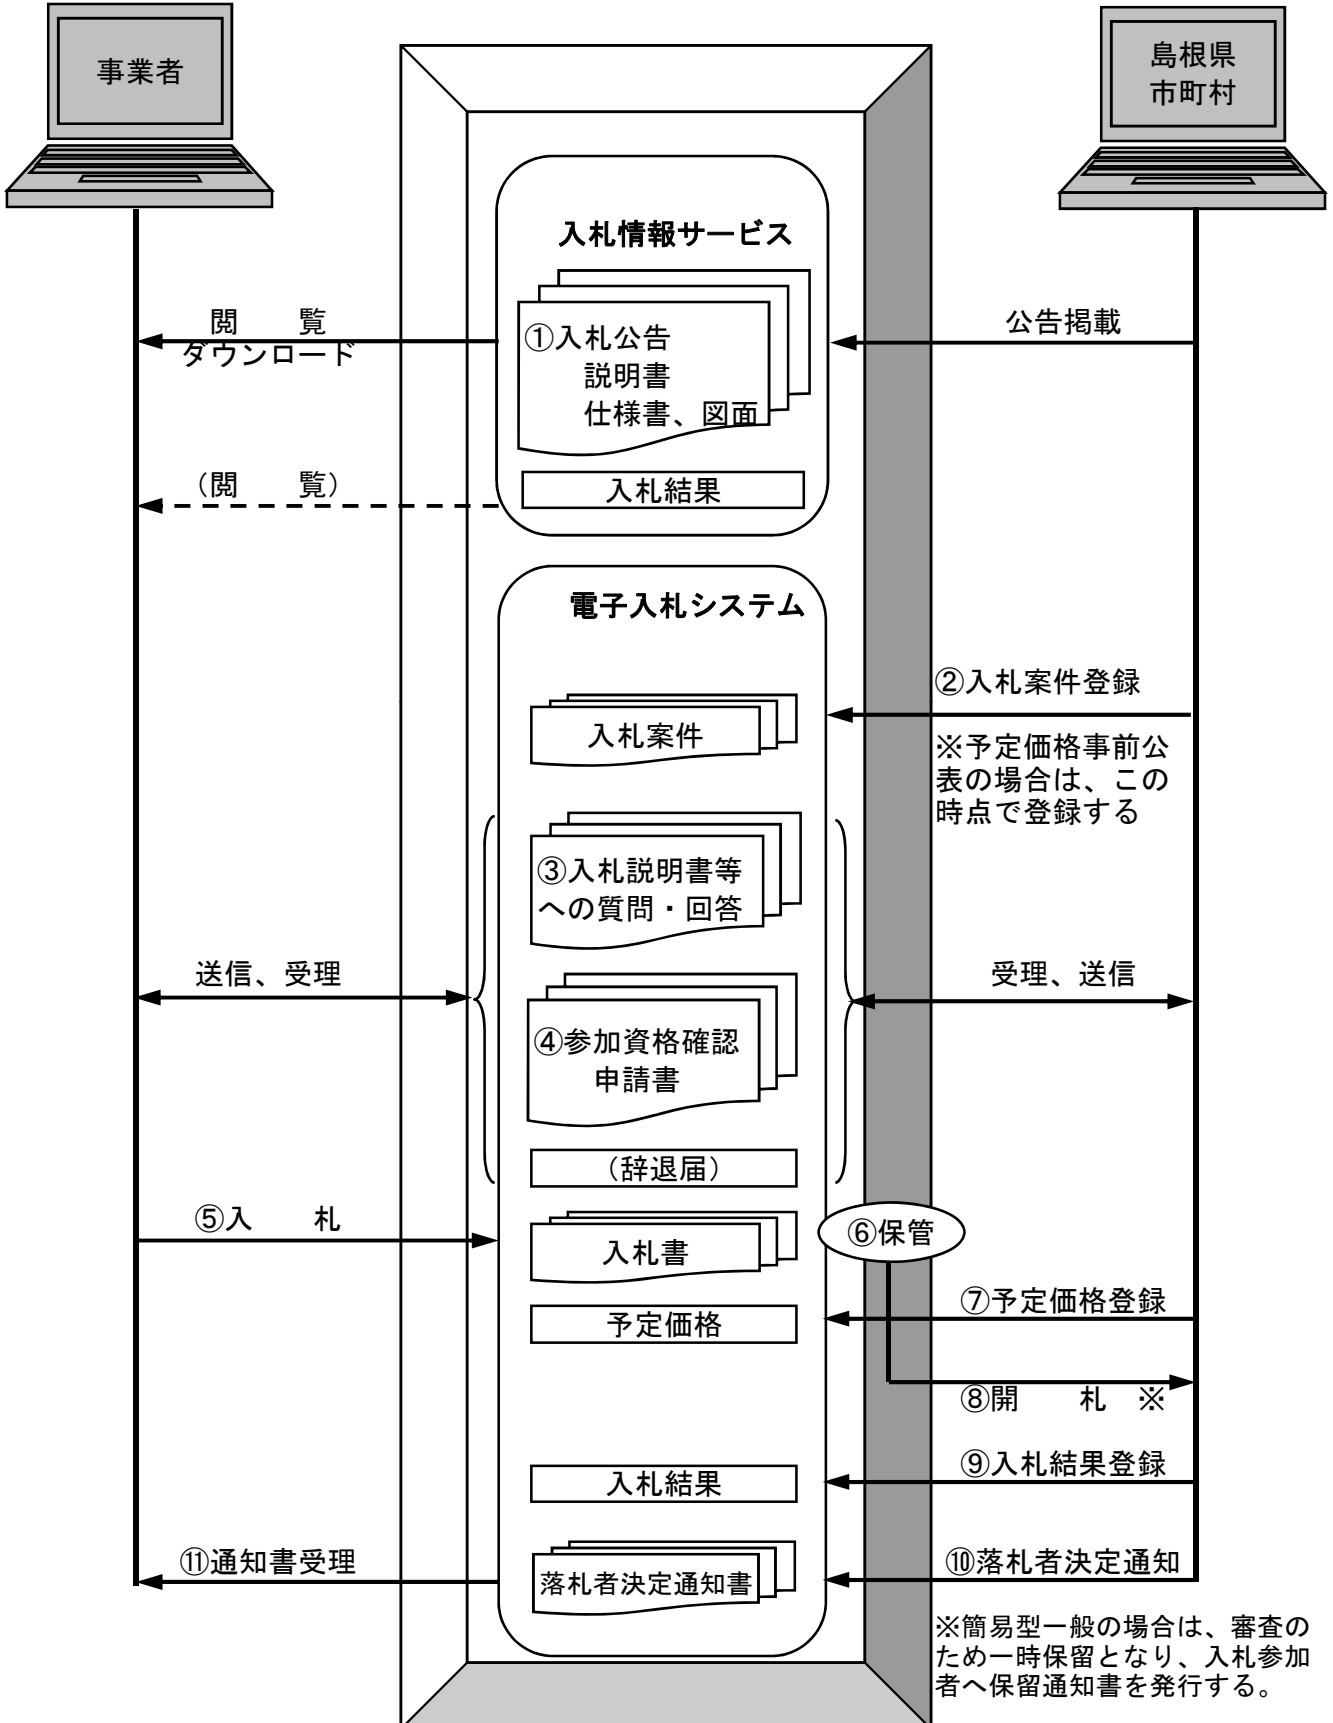 事業者
島根県
市町村
入札情報サービス
閲　　覧
ダウンロード
①入札公告
説明書
仕様書、図面
公告掲載
（閲　　覧）
入札結果
電子入札システム
②入札案件登録
入札案件
※予定価格事前公
表の場合は、この
時点で登録する
③入札説明書等
への質問・回答
送信、受理
受理、送信
④参加資格確認
申請書
（辞退届）
⑤入　　札
入札書
⑥保管
⑦予定価格登録
予定価格
⑧開　　札　※
⑨入札結果登録
入札結果
⑪通知書受理
落札者決定通知書
⑩落札者決定通知
※簡易型一般の場合は、審査の
ため一時保留となり、入札参加
者へ保留通知書を発行する。